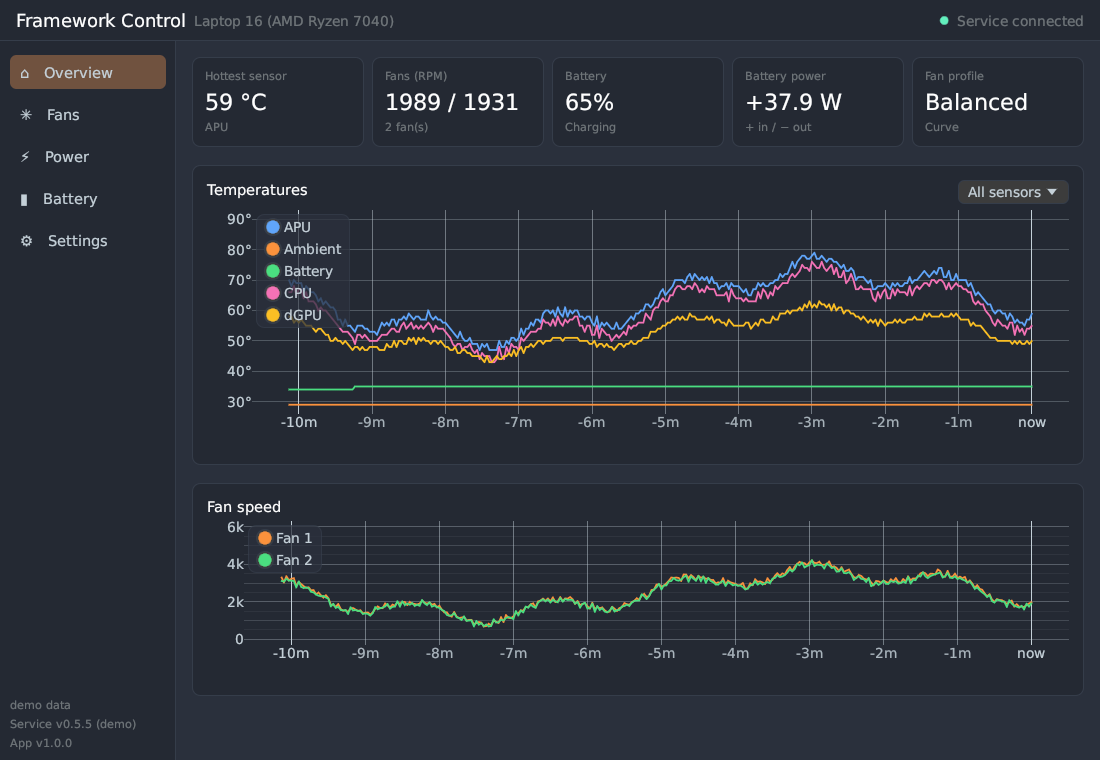 Framework Control Laptop 16 (AMD Ryzen 7040)
Service connected
Overview
Fans
Power
Battery
Settings
Hottest sensor
59 °C
APU
Fans (RPM)
1989 / 1931
2 fan(s)
Battery
65%
Charging
Battery power
+37.9 W
+ in / − out
Fan profile
Balanced
Curve
Temperatures
All sensors
90°
80°
70°
60°
50°
40°
30°
APU
Ambient
Battery
CPU
dGPU
-10m -9m -8m -7m -6m -5m -4m -3m -2m -1m now
Fan speed
6k
4k
2k
0
Fan 1
Fan 2
-10m -9m -8m -7m -6m -5m -4m -3m -2m -1m now
demo data
Service v0.5.5 (demo)
App v1.0.0